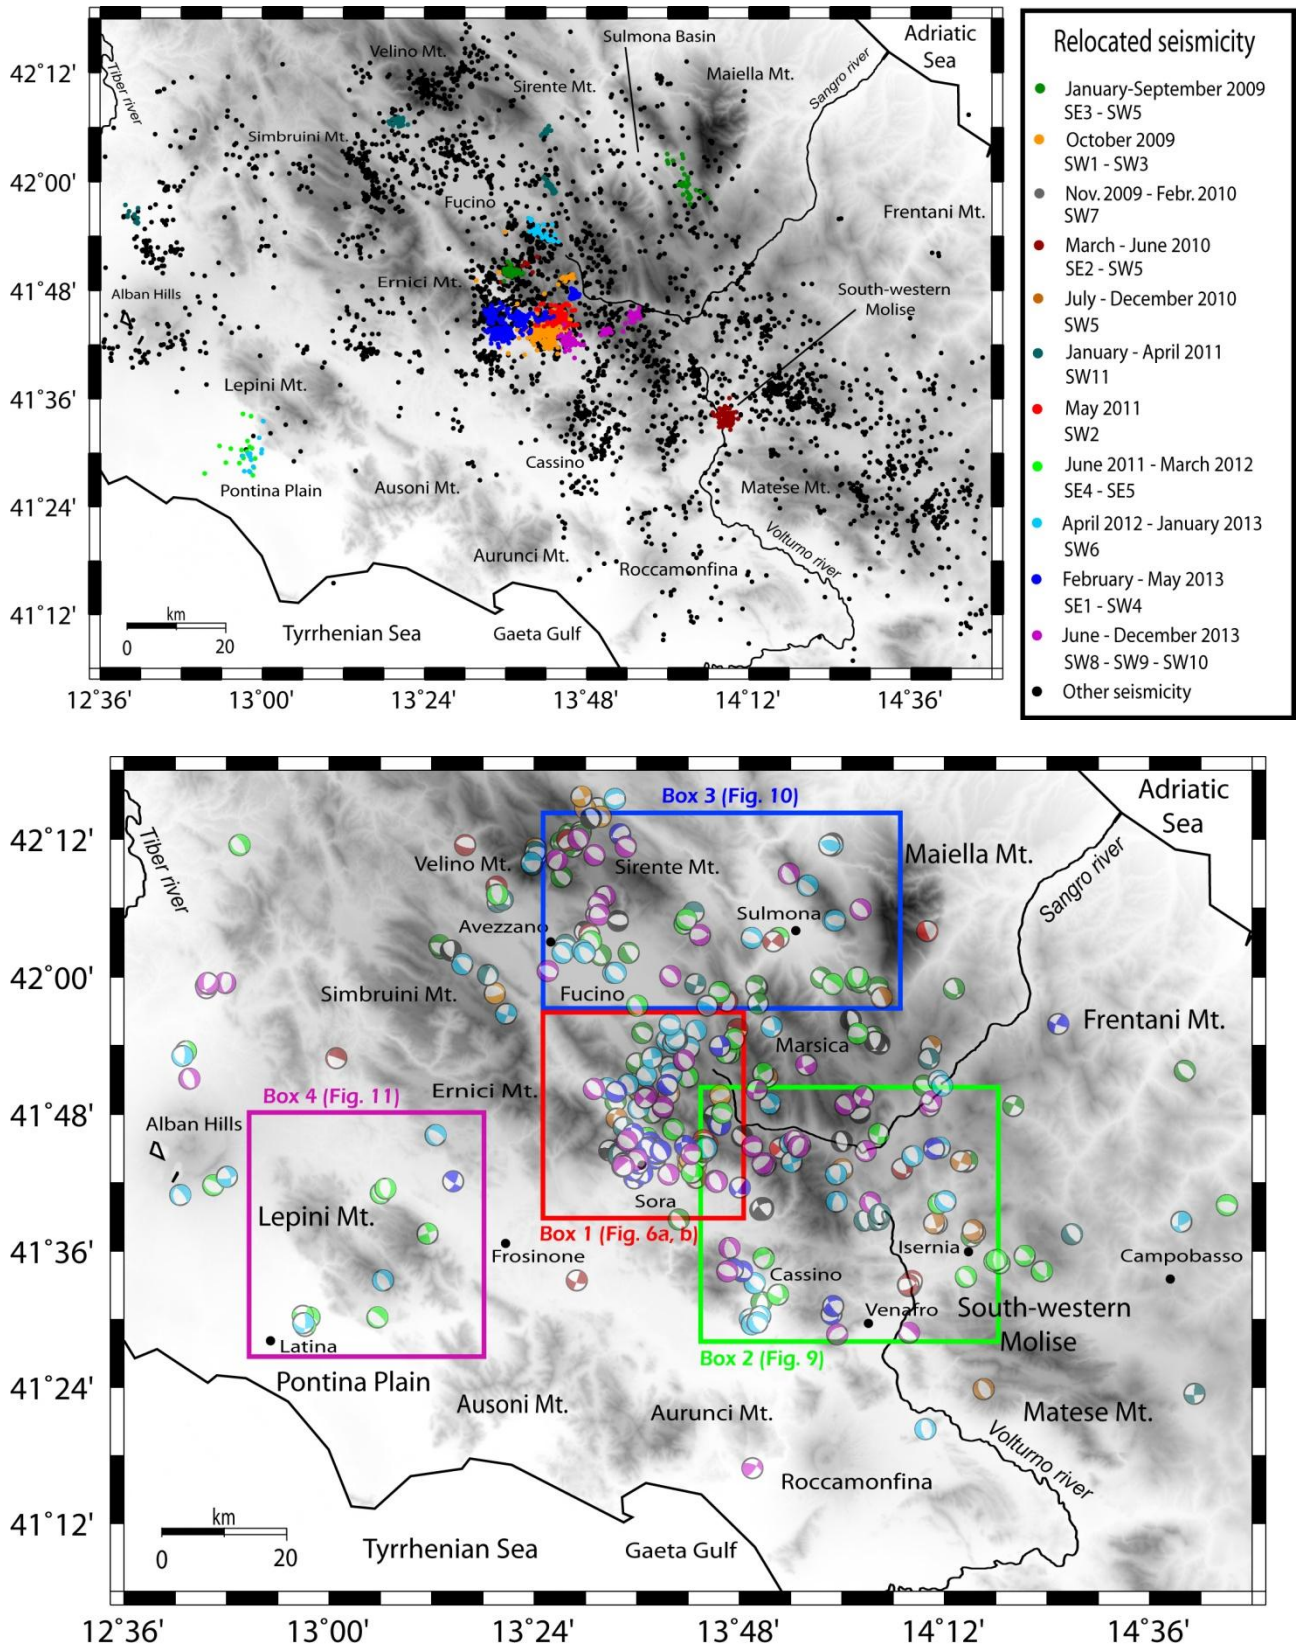 Adriatic
Sea
Sulmona Basin
Velino Mt.
Maiella Mt.
Sangro river
42°12'
Sirente Mt.
Tiber river
Simbruini Mt.
42°00'
Fucino
Frentani Mt.
Ernici Mt.
41°48'
South-western
Molise
Alban Hills
Lepini Mt.
41°36'
Cassino
Pontina Plain
Ausoni Mt.
Matese Mt.
41°24'
Volturno river
Aurunci Mt.
Roccamonfina
41°12'
km
0
20
Tyrrhenian Sea
Gaeta Gulf
12°36'
13°00'
13°24'
13°48'
14°12'
14°36'
Relocated seismicity
January-September 2009
SE3 - SW5
October 2009
SW1 - SW3
Nov. 2009 - Febr. 2010
SW7
March - June 2010
SE2 - SW5
July - December 2010
SW5
January - April 2011
SW11
May 2011
SW2
June 2011 - March 2012
SE4 - SE5
April 2012 - January 2013
SW6
February - May 2013
SE1 - SW4
June - December 2013
SW8 - SW9 - SW10
Other seismicity
Adriatic
Sea
Box 3 (Fig. 10)
42°12'
Tiber river
Velino Mt.
Sirente Mt.
Maiella Mt.
Sangro river
Avezzano
Sulmona
42°00'
Simbruini Mt.
Fucino
Frentani Mt.
Marsica
Ernici Mt.
41°48'
Box 4 (Fig. 11)
Alban Hills
Sora
Lepini Mt.
Box 1 (Fig. 6a, b)
41°36'
Frosinone
Isernia
Campobasso
Cassino
Venafro
South-western
Molise
Latina
Box 2 (Fig. 9)
Pontina Plain
41°24'
Ausoni Mt.
Aurunci Mt.
Matese Mt.
Volturno river
Roccamonfina
41°12'
km
0
20
Tyrrhenian Sea
Gaeta Gulf
12°36'
13°00'
13°24'
13°48'
14°12'
14°36'